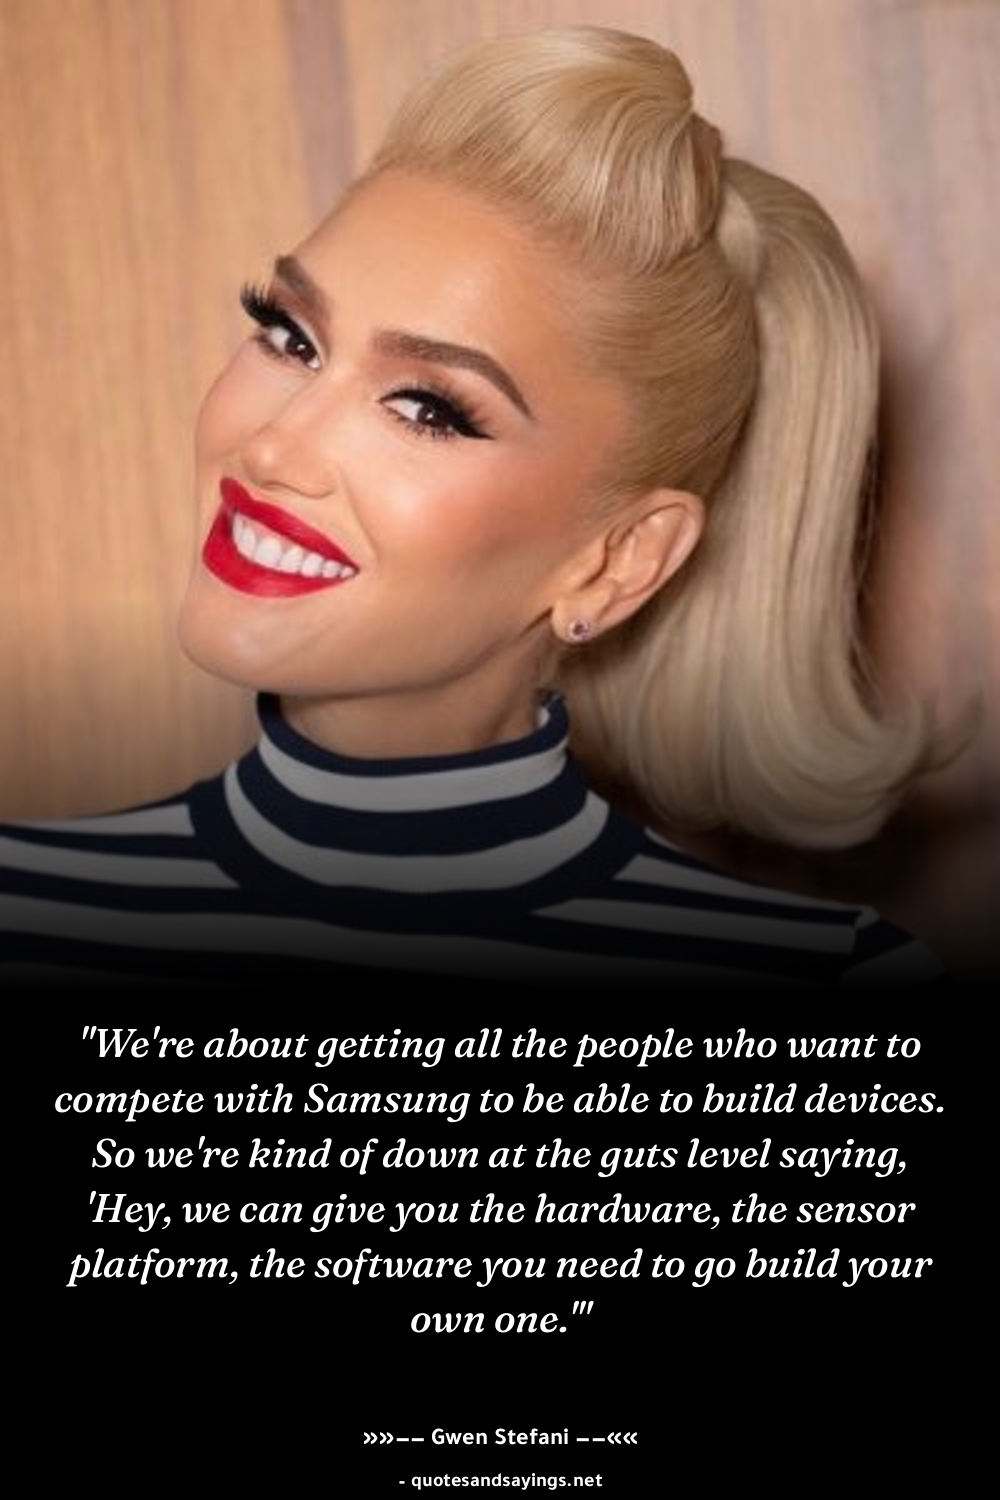 "We're about getting all the people who want to
compete with Samsung to be able to build devices.
So we're kind of down at the guts level saying,
'Hey, we can give you the hardware, the sensor
platform, the software you need to go build your
own one.'"
»»–– Gwen Stefani ––««
- quotesandsayings.net